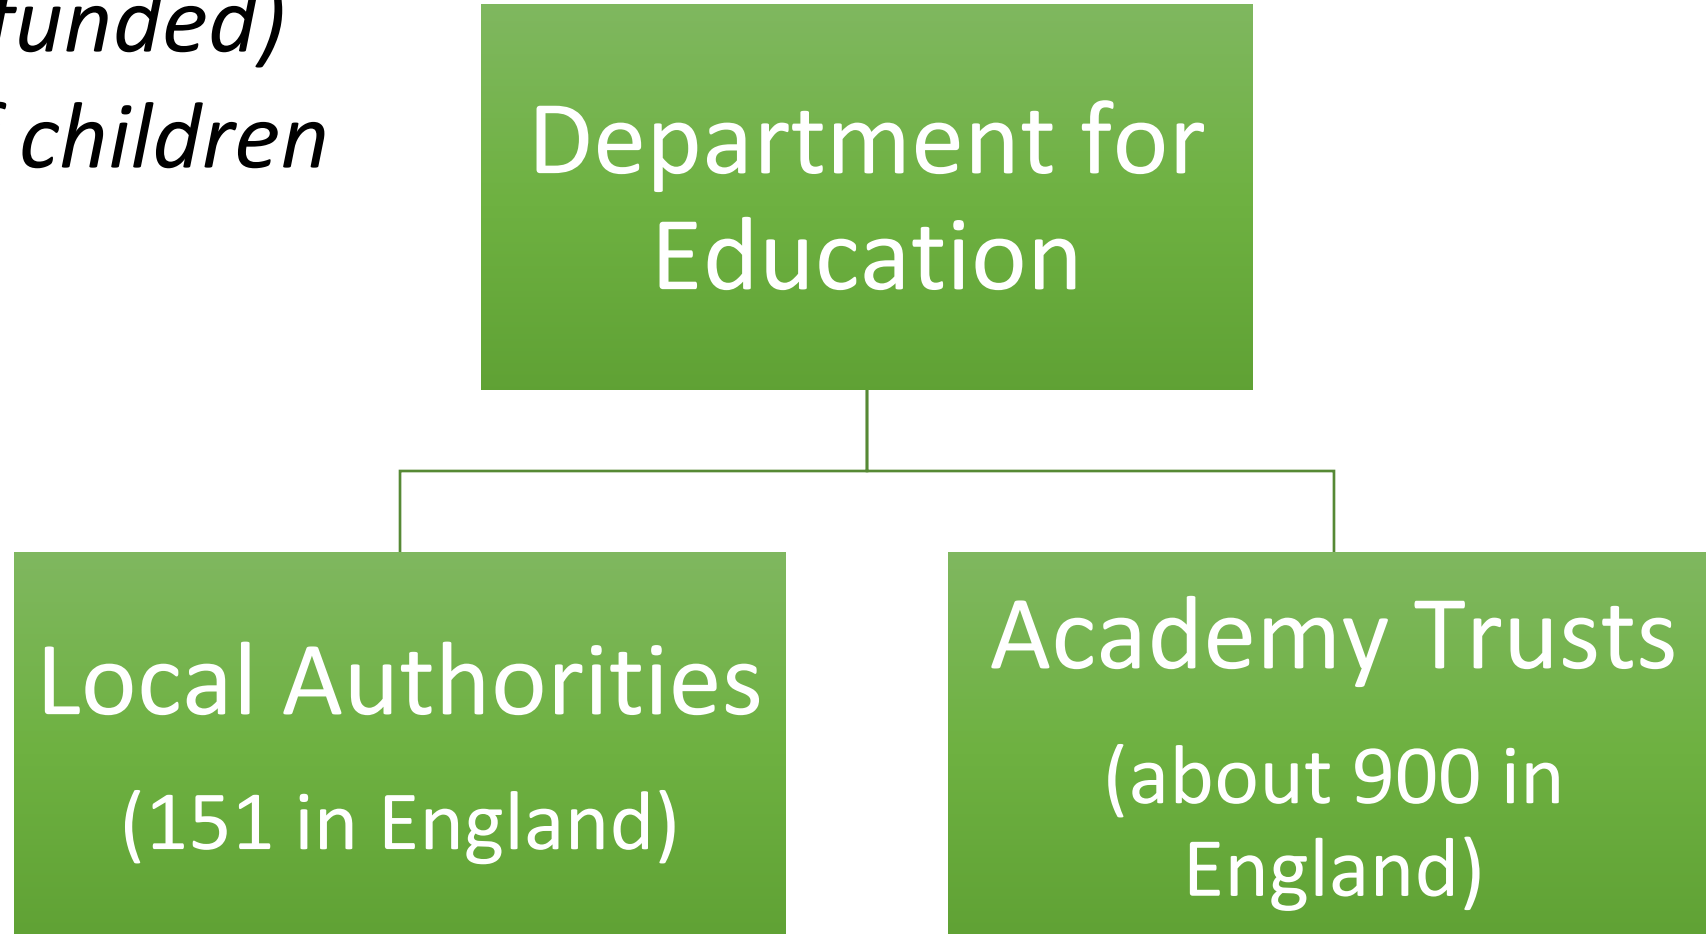 funded)
children
Department for
Education
Local Authorities
(151 in England)
Academy Trusts
(about 900 in
England)